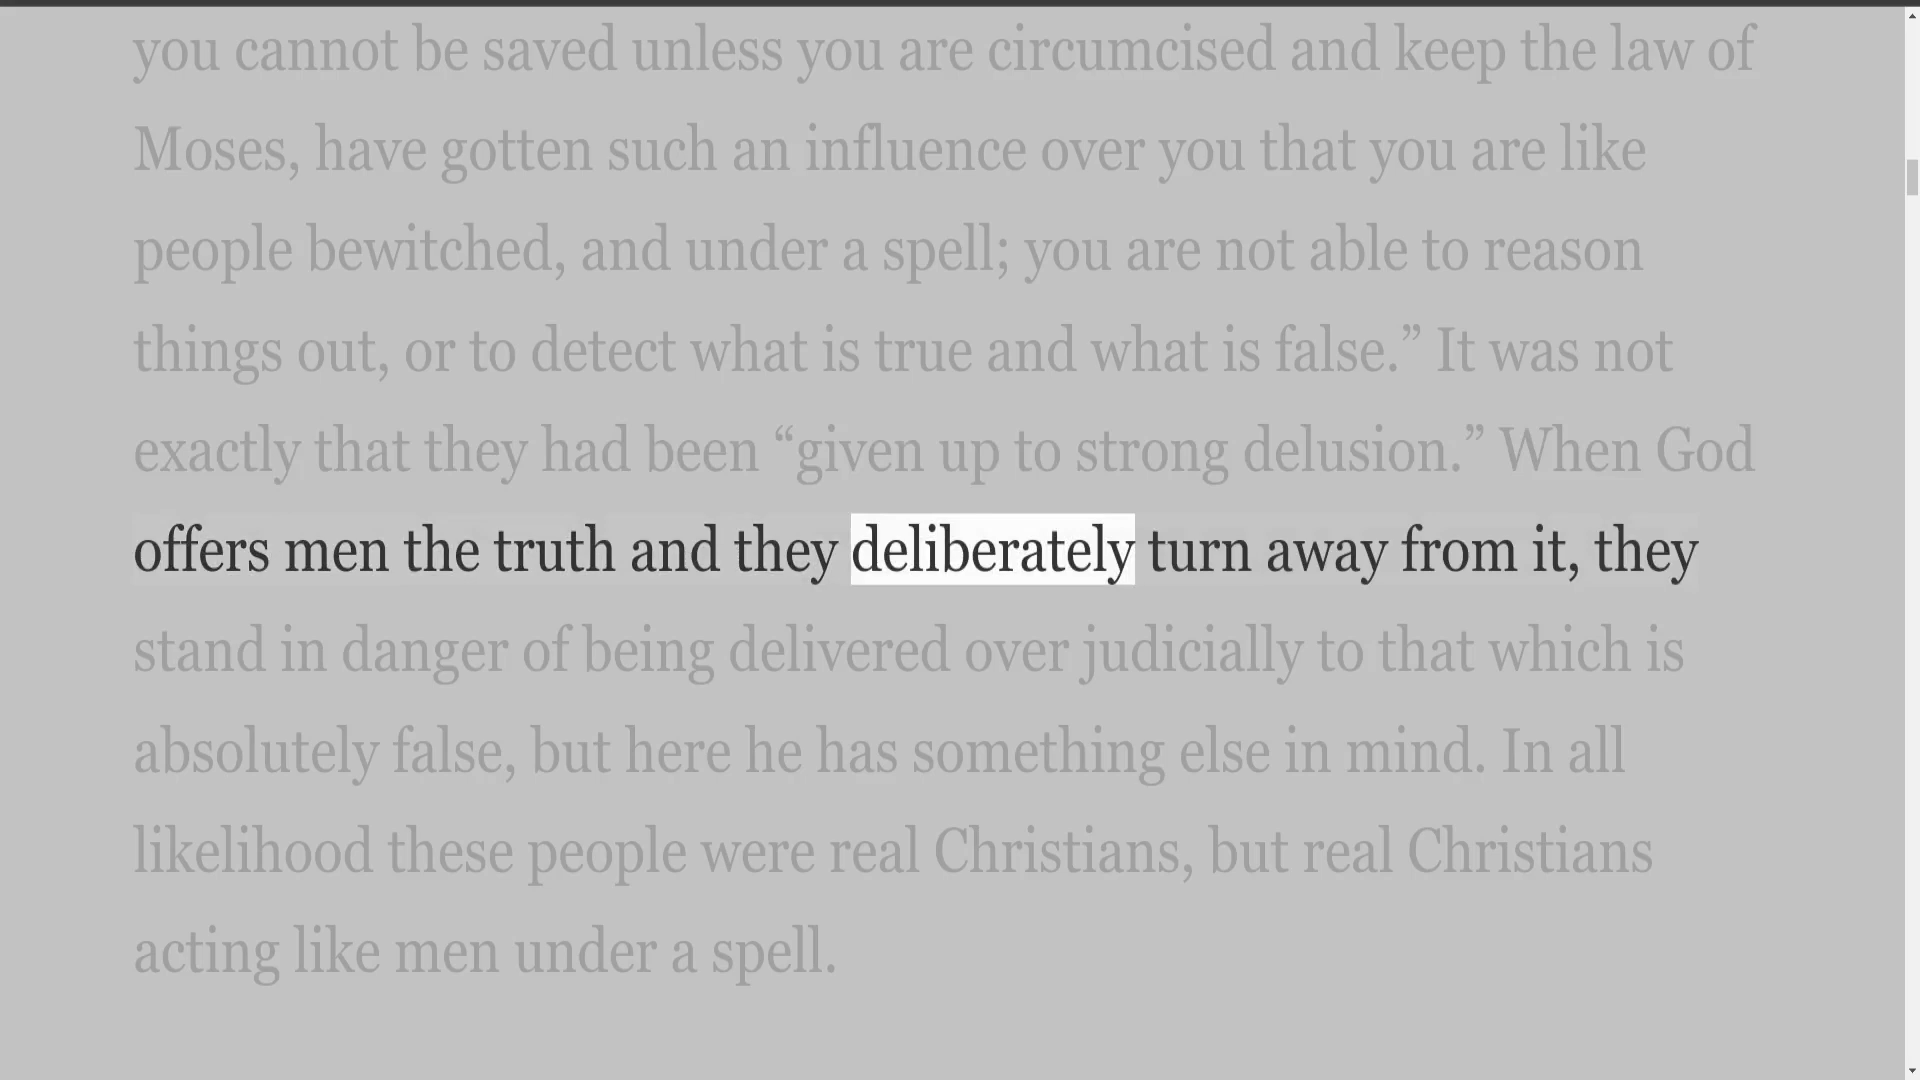 you cannot be saved unless you are circumcised and keep the law of
Moses, have gotten such an influence over you that you are like
people bewitched, and under a spell; you are not able to reason
things out, or to detect what is true and what is false.” It was not
exactly that they had been “given up to strong delusion.” When God
offers men the truth and they deliberately turn away from it, they
stand in danger of being delivered over judicially to that which is
absolutely false, but here he has something else in mind. In all
likelihood these people were real Christians, but real Christians
acting like men under a spell.